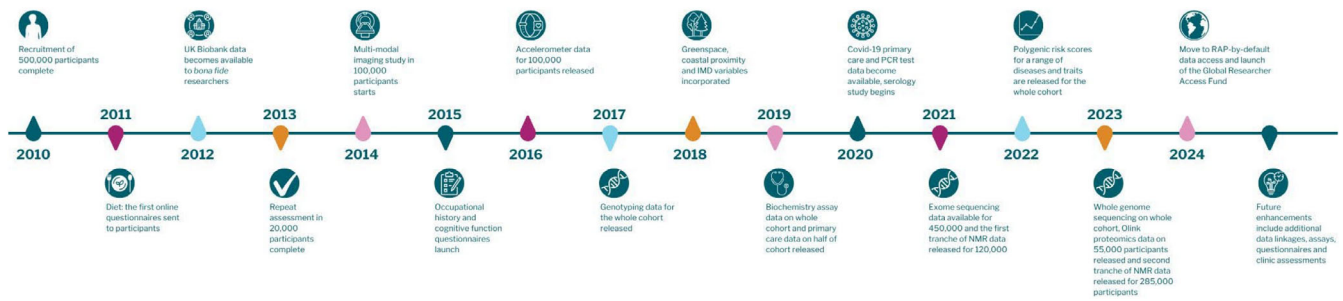 Recruitment of
500,000 participants
complete
UK Biobank data
becomes available
to bona fide
researchers
Multi-modal
imaging study in
100,000
participants
starts
Accelerometer data
for 100,000
participants released
Greenspace,
coastal proximity
and IMD variables
incorporated
Covid-19 primary
care and PCR test
data become
available, serology
study begins
Polygenic risk scores
for a range of
diseases and traits
are released for the
whole cohort
Move to RAP-by-default
data access and launch
of the Global Researcher
Access Fund
2011
2013
2015
2017
2019
2021
2023
2010
2012
2014
2016
2018
2020
2022
2024
Diet: the first online
questionnaires sent
to participants
Repeat
assessment in
20,000
participants
complete
Occupational
history and
cognitive function
questionnaires
launch
Genotyping data for
the whole cohort
released
Biochemistry assay
data on whole
cohort and primary
care data on half of
cohort released
Exome sequencing
data available for
450,000 and the first
tranche of NMR data
released for 120,000
Whole genome
sequencing on whole
cohort, Olink
proteomics data on
55,000 participants
released and second
tranche of NMR data
released for 285,000
participants
Future
enhancements
include additional
data linkages, assays,
questionnaires and
clinic assessments